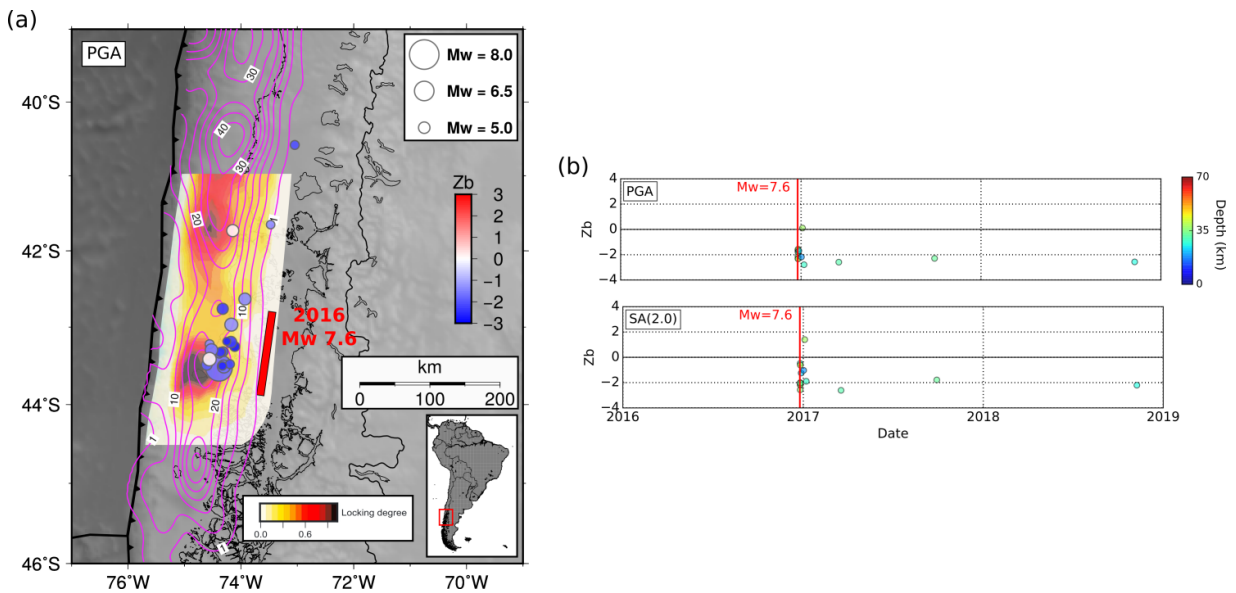 (a)
PGA
Mw = 8.0
Mw = 6.5
Mw = 5.0
30
40
30
20
1
10
10
20
1
1
Zb
3
2
1
0
−1
−2
−3
2016
Mw 7.6
km
0 100 200
Locking degree
0.0 0.6
40˚S
42˚S
44˚S
46˚S
76˚W 74˚W 72˚W 70˚W
(b)
Mw=7.6
PGA
Zb
4
2
0
−2
−4
70
35
0
Depth (km)
Mw=7.6
SA(2.0)
Zb
4
2
0
−2
−4
2016 2017 2018 2019
Date